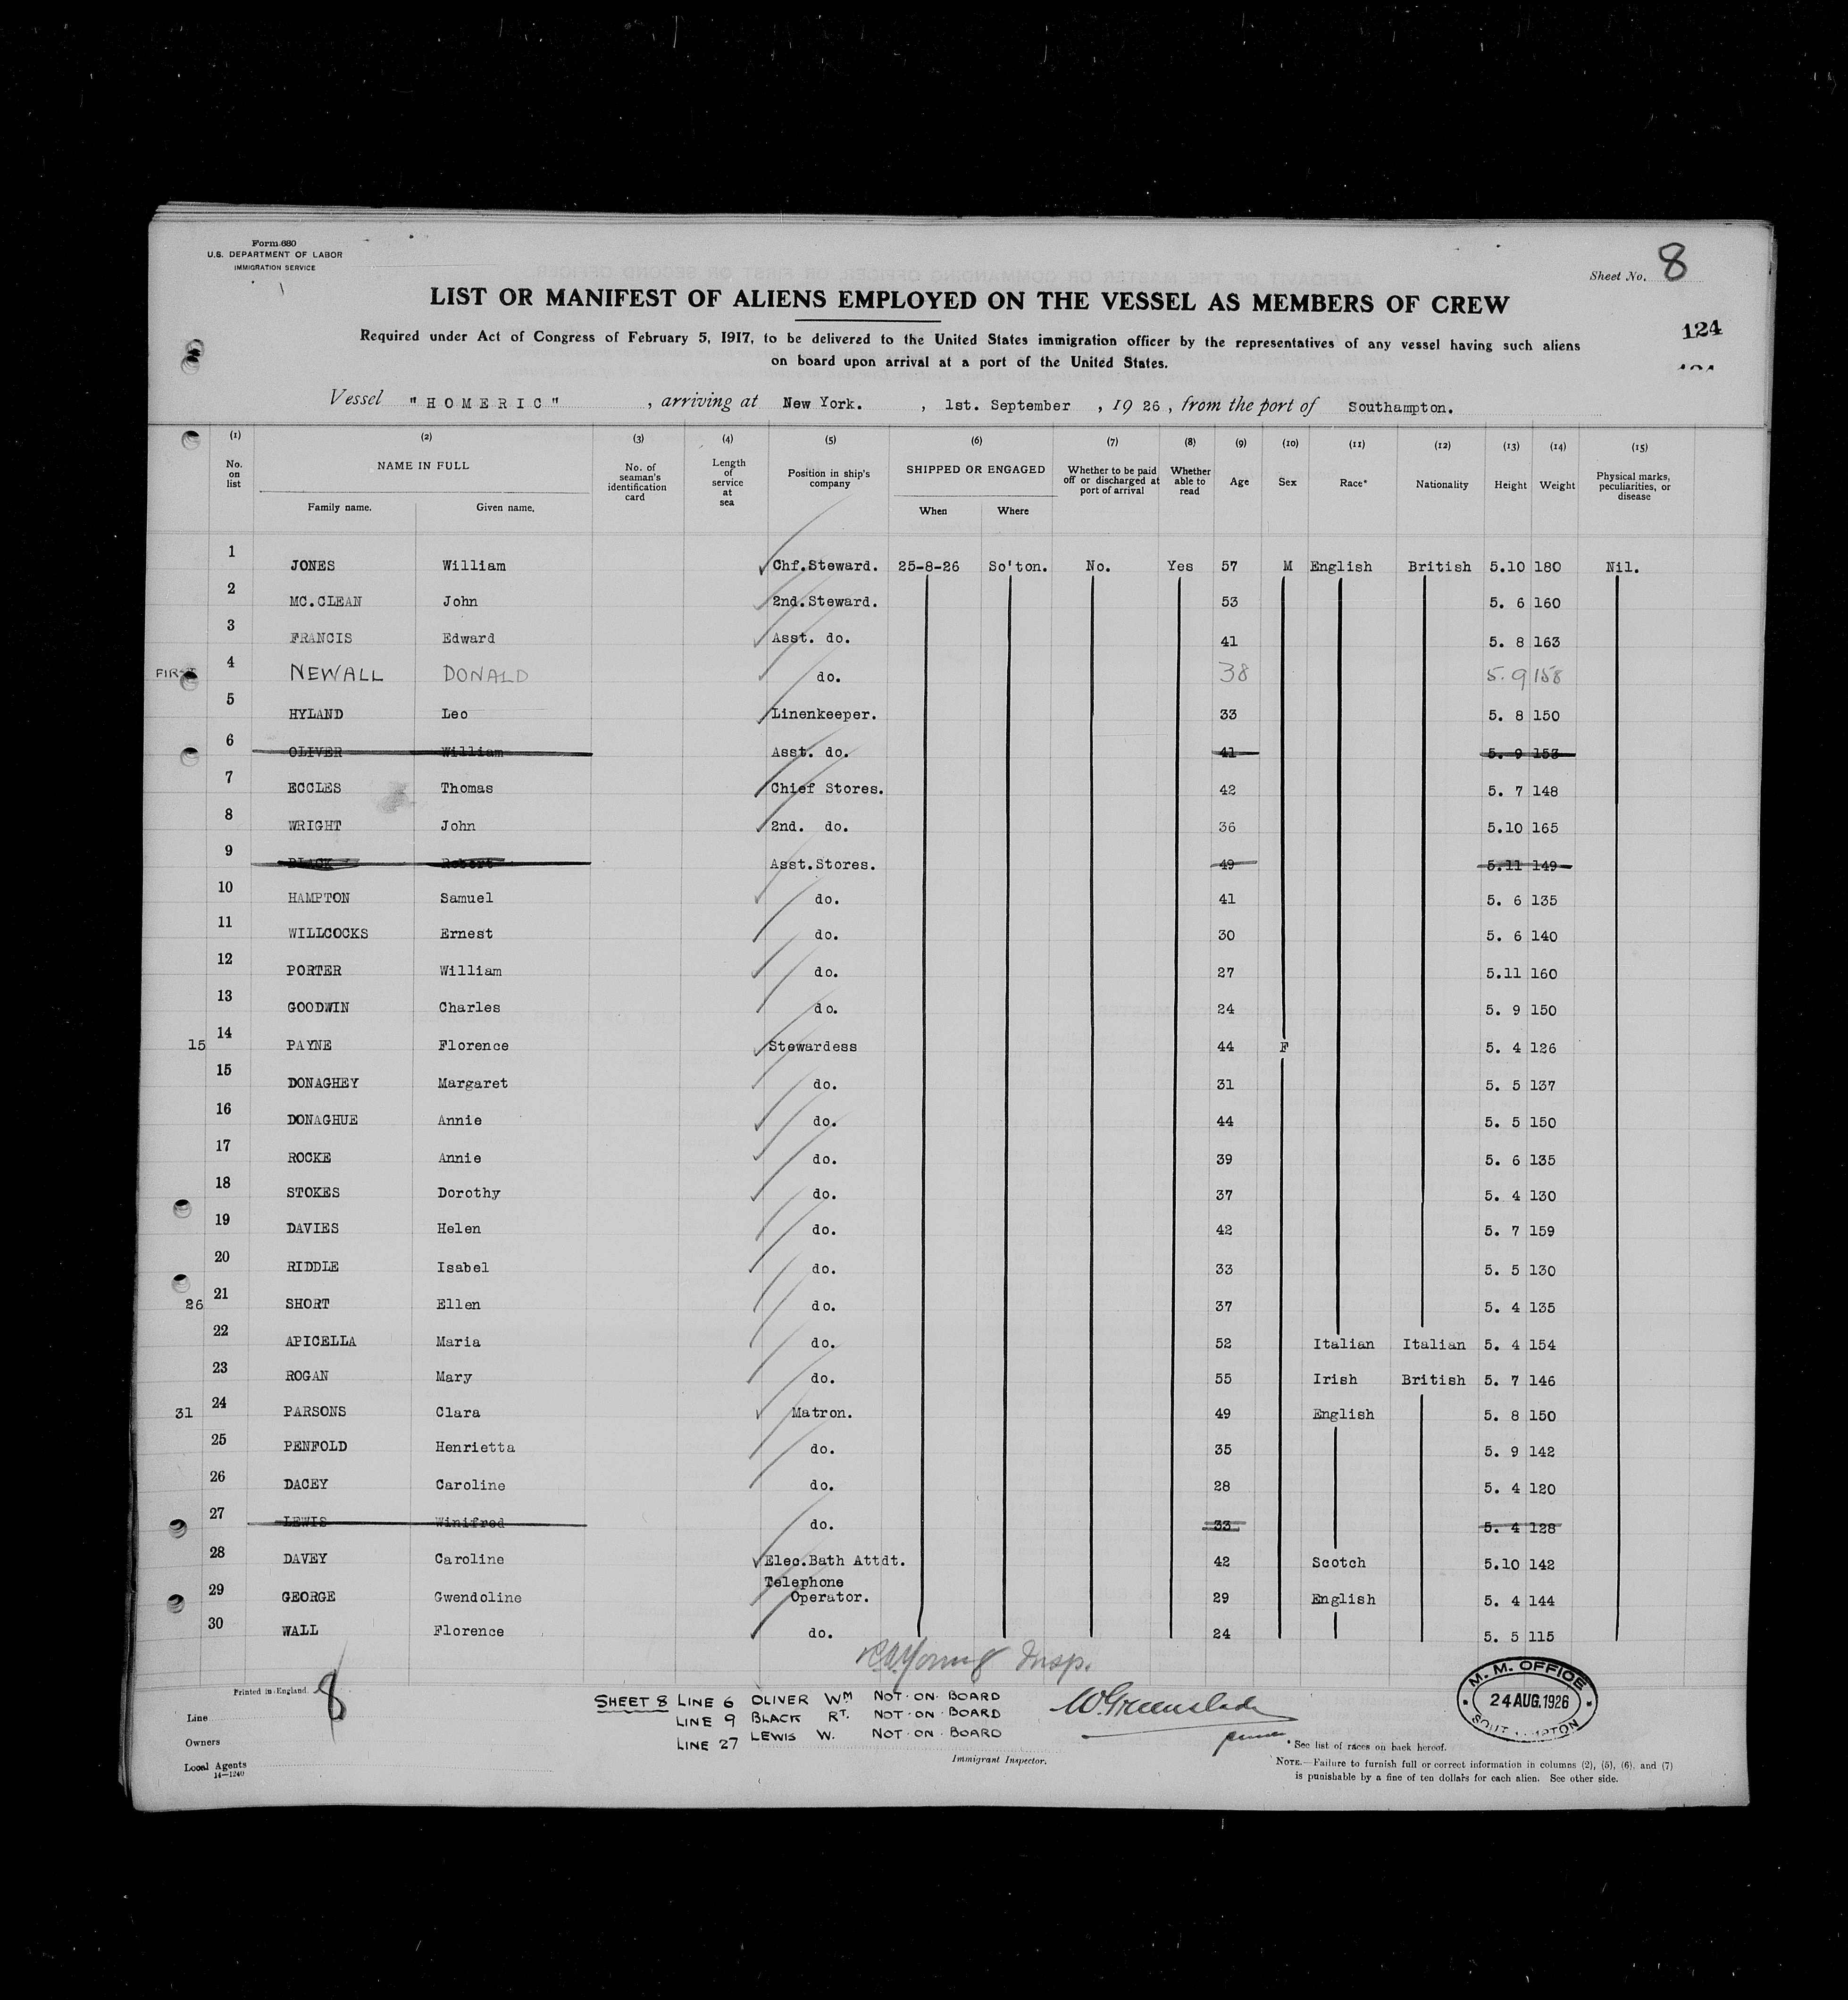 Form 680
U.S. DEPARTMENT OF LABOR
IMMIGRATION SERVICE
Sheet No. 8
LIST OR MANIFEST OF ALIENS EMPLOYED ON THE VESSEL AS MEMBERS OF CREW
124
Required under Act of Congress of February 5, 1917, to be delivered to the United States immigration officer by the representatives of any vessel having such aliens
on board upon arrival at a port of the United States.
Vessel "HOMERIC", arriving at New York. , 1st. September , 19 26, from the port of Southampton.
(1) (2) (3) (4) (5) (6) (7) (8) (9) (10) (11) (12) (13) (14) (15)
No. on list NAME IN FULL Family name. Given name. No. of seaman's identification card Length of service at sea Position in ship's company SHIPPED OR ENGAGED When Where Whether to be paid off or discharged at port of arrival Whether able to read Age Sex Race* Nationality Height Weight Physical marks, peculiarities, or disease
1 JONES William Chf.Steward. 25-8-26 So'ton. No. Yes 57 M English British 5.10 180 Nil.
2 MC.CLEAN John 2nd.Steward. 53 5. 6 160
3 FRANCIS Edward Asst. do. 41 5. 8 163
4 NEWALL DONALD do. 38 5. 9 158
5 HYLAND Leo Linenkeeper. 33 5. 8 150
6 OLIVER William Asst. do. 41 5. 9 153
7 ECCLES Thomas Chief Stores. 42 5. 7 148
8 WRIGHT John 2nd. do. 36 5.10 165
9 BLACK Robert Asst.Stores. 49 5.11 149
10 HAMPTON Samuel do. 41 5. 6 135
11 WILLCOCKS Ernest do. 30 5. 6 140
12 PORTER William do. 27 5.11 160
13 GOODWIN Charles do. 24 5. 9 150
15 14 PAYNE Florence Stewardess 44 F 5. 4 126
15 DONAGHEY Margaret do. 31 5. 5 137
16 DONAGHUE Annie do. 44 5. 5 150
17 ROCKE Annie do. 39 5. 6 135
18 STOKES Dorothy do. 37 5. 4 130
19 DAVIES Helen do. 42 5. 7 159
20 RIDDLE Isabel do. 33 5. 5 130
26 21 SHORT Ellen do. 37 5. 4 135
22 APICELLA Maria do. 52 Italian Italian 5. 4 154
23 ROGAN Mary do. 55 Irish British 5. 7 146
31 24 PARSONS Clara Matron. 49 English 5. 8 150
25 PENFOLD Henrietta do. 35 5. 9 142
26 DACEY Caroline do. 28 5. 4 120
27 LEWIS Winifred do. 33 5. 4 128
28 DAVEY Caroline Elec.Bath Attdt. 42 Scotch 5.10 142
29 GEORGE Gwendoline Telephone Operator. 29 English 5. 4 144
30 WALL Florence do. 24 5. 5 115
Young Insp.
Printed in England. 8
SHEET 8 LINE 6 OLIVER WM NOT·ON·BOARD
LINE 9 BLACK RT. NOT·ON·BOARD
LINE 27 LEWIS W. NOT·ON·BOARD
W Greenslade
M. M. OFFICE
24 AUG.1926
Line
Owners
Local Agents
14—1240
Immigrant Inspector.
* See list of races on back hereof.
NOTE.—Failure to furnish full or correct information in columns (2), (5), (6), and (7)
is punishable by a fine of ten dollars for each alien. See other side.